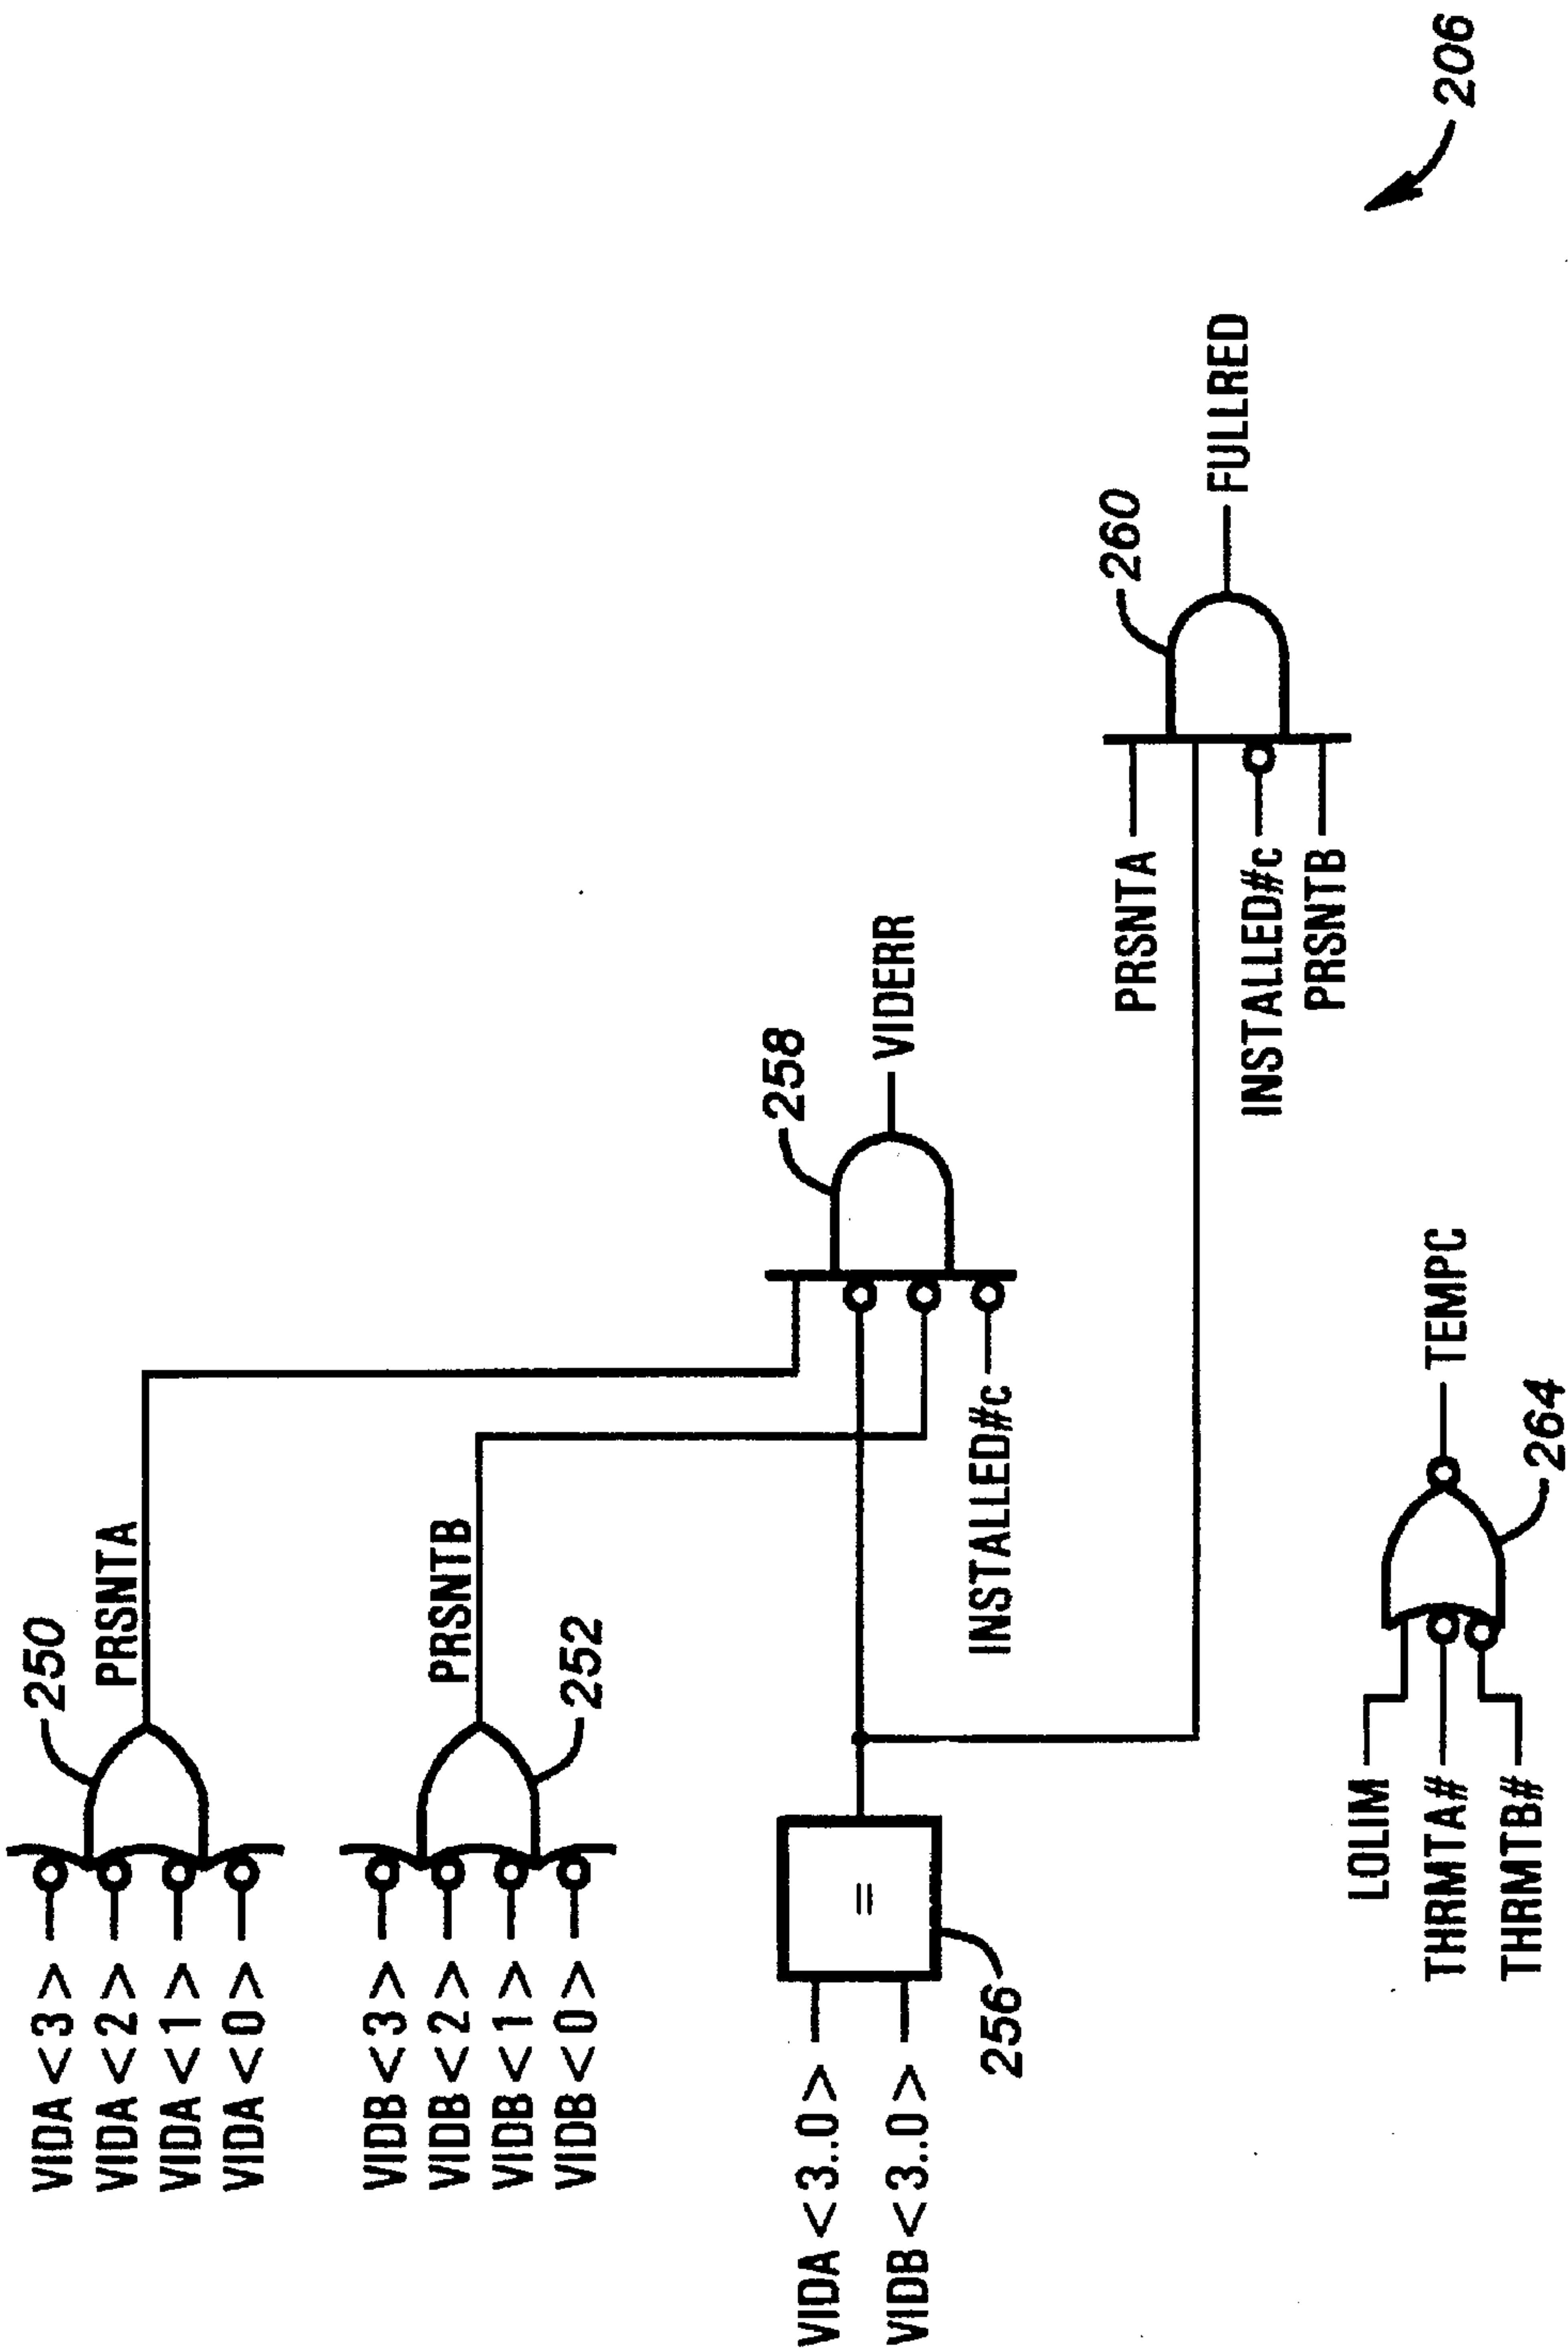 VIDA <3>
VIDA <2>
VIDA <1>
VIDA <0>
250
PRSNTA
VIDB <3>
VIDB <2>
VIDB <1>
VIDB <0>
252
PRSNTB
VIDA <3..0>
VIDB <3..0>
=
256
INSTALLED#c
258
VIDERR
PRSNTA
INSTALLED#c
PRSNTB
260
FULLRED
LOLIM
THRMTA#
THRMTB#
264
TEMPC
206